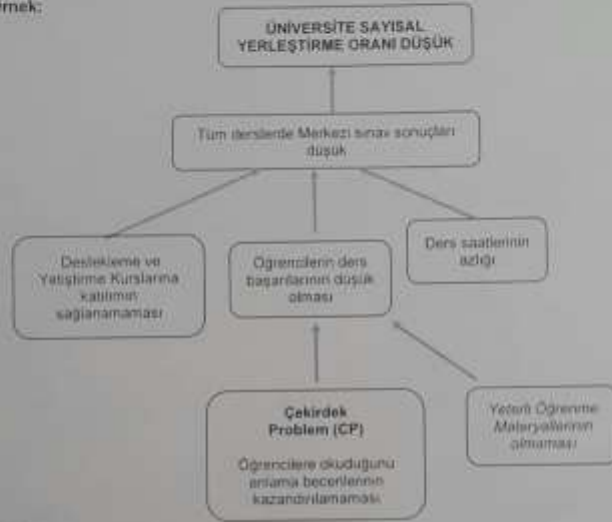 Örnek:
ÜNİVERSİTE SAYISAL
YERLEŞTİRME ORANI DÜŞÜK
Tüm derslerde Merkezi sınav sonuçları
düşük
Destekleme ve
Yetiştirme Kurslarına
katılımın
sağlanamaması
Öğrencilerin ders
başarılarının düşük
olması
Ders saatlerinin
azlığı
Çekirdek
Problem (CP)
Öğrencilere okuduğunu
anlama becerilerinin
kazandırılamaması
Yeterli Öğrenme
Materyallerinin
olmaması